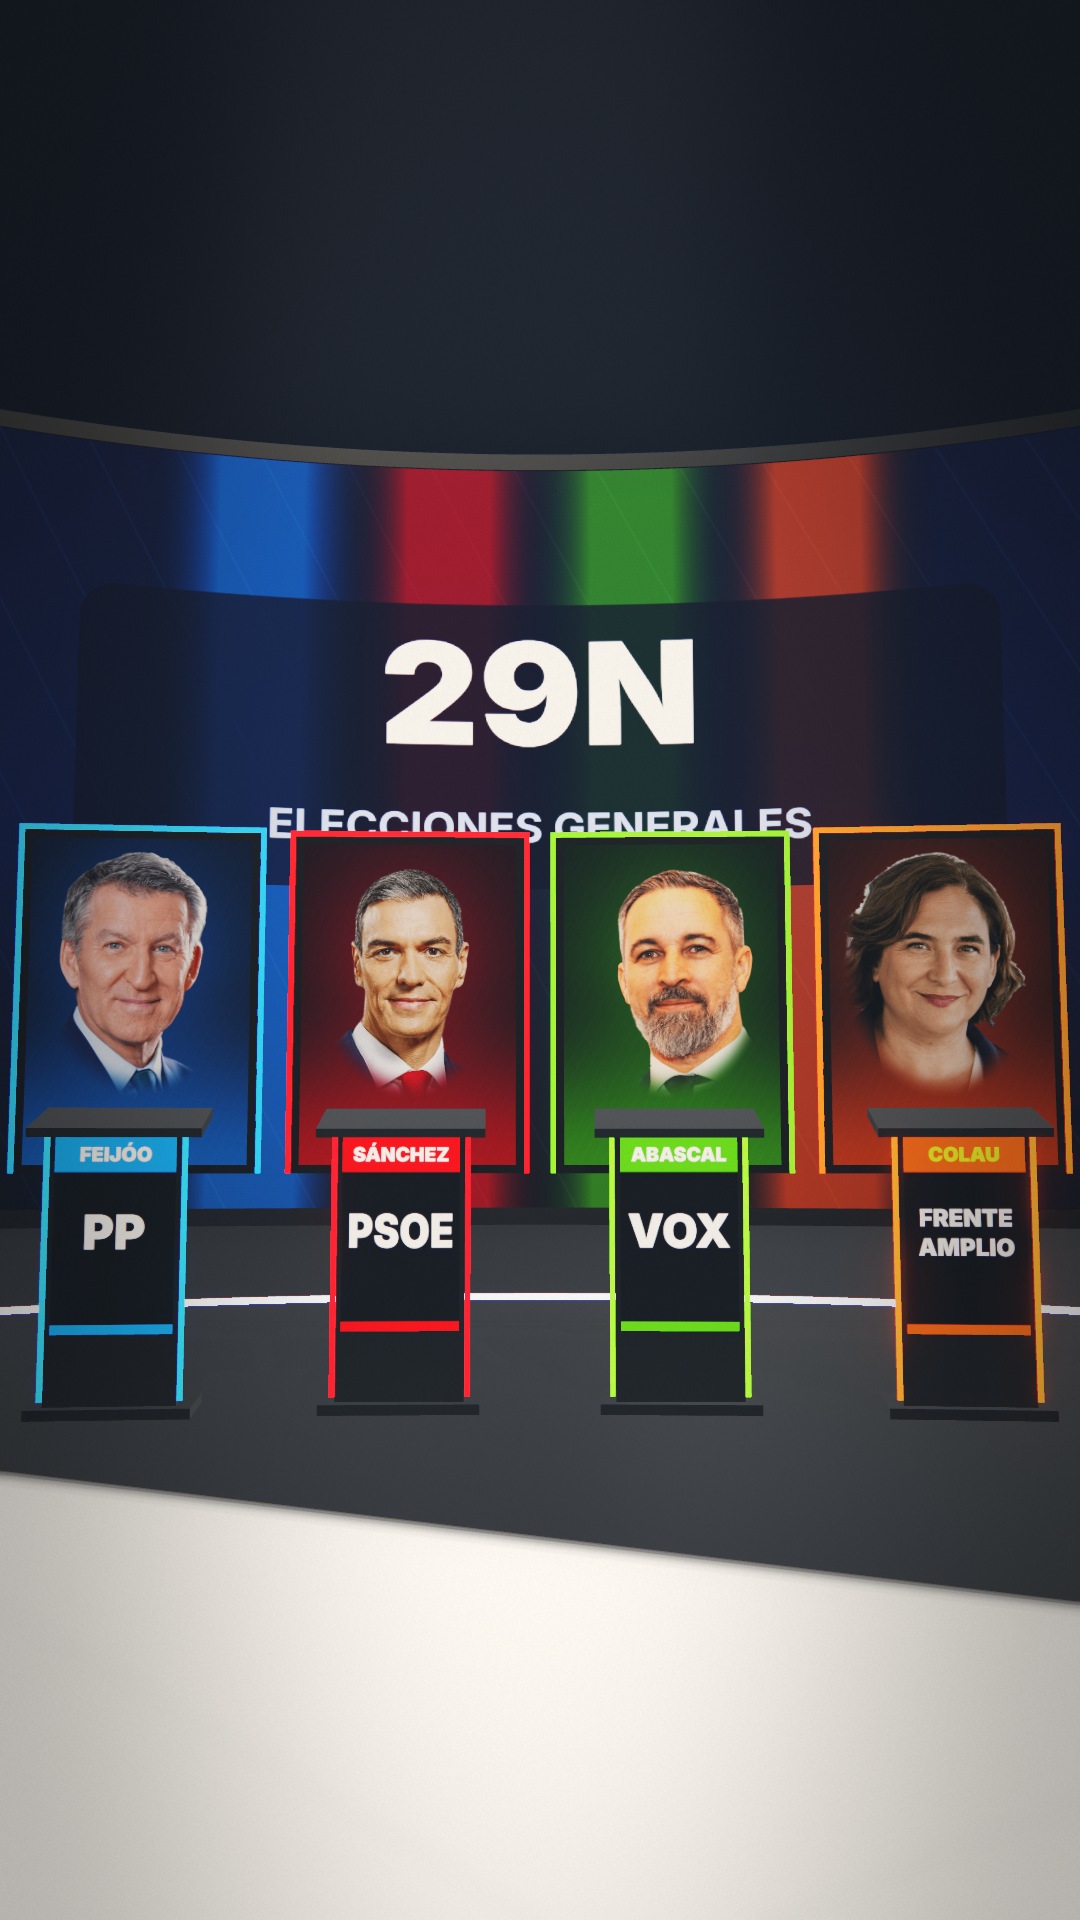 29N
ELECCIONES GENERALES
FEIJÓO
SÁNCHEZ
ABASCAL
COLAU
PP
PSOE
VOX
FRENTE
AMPLIO